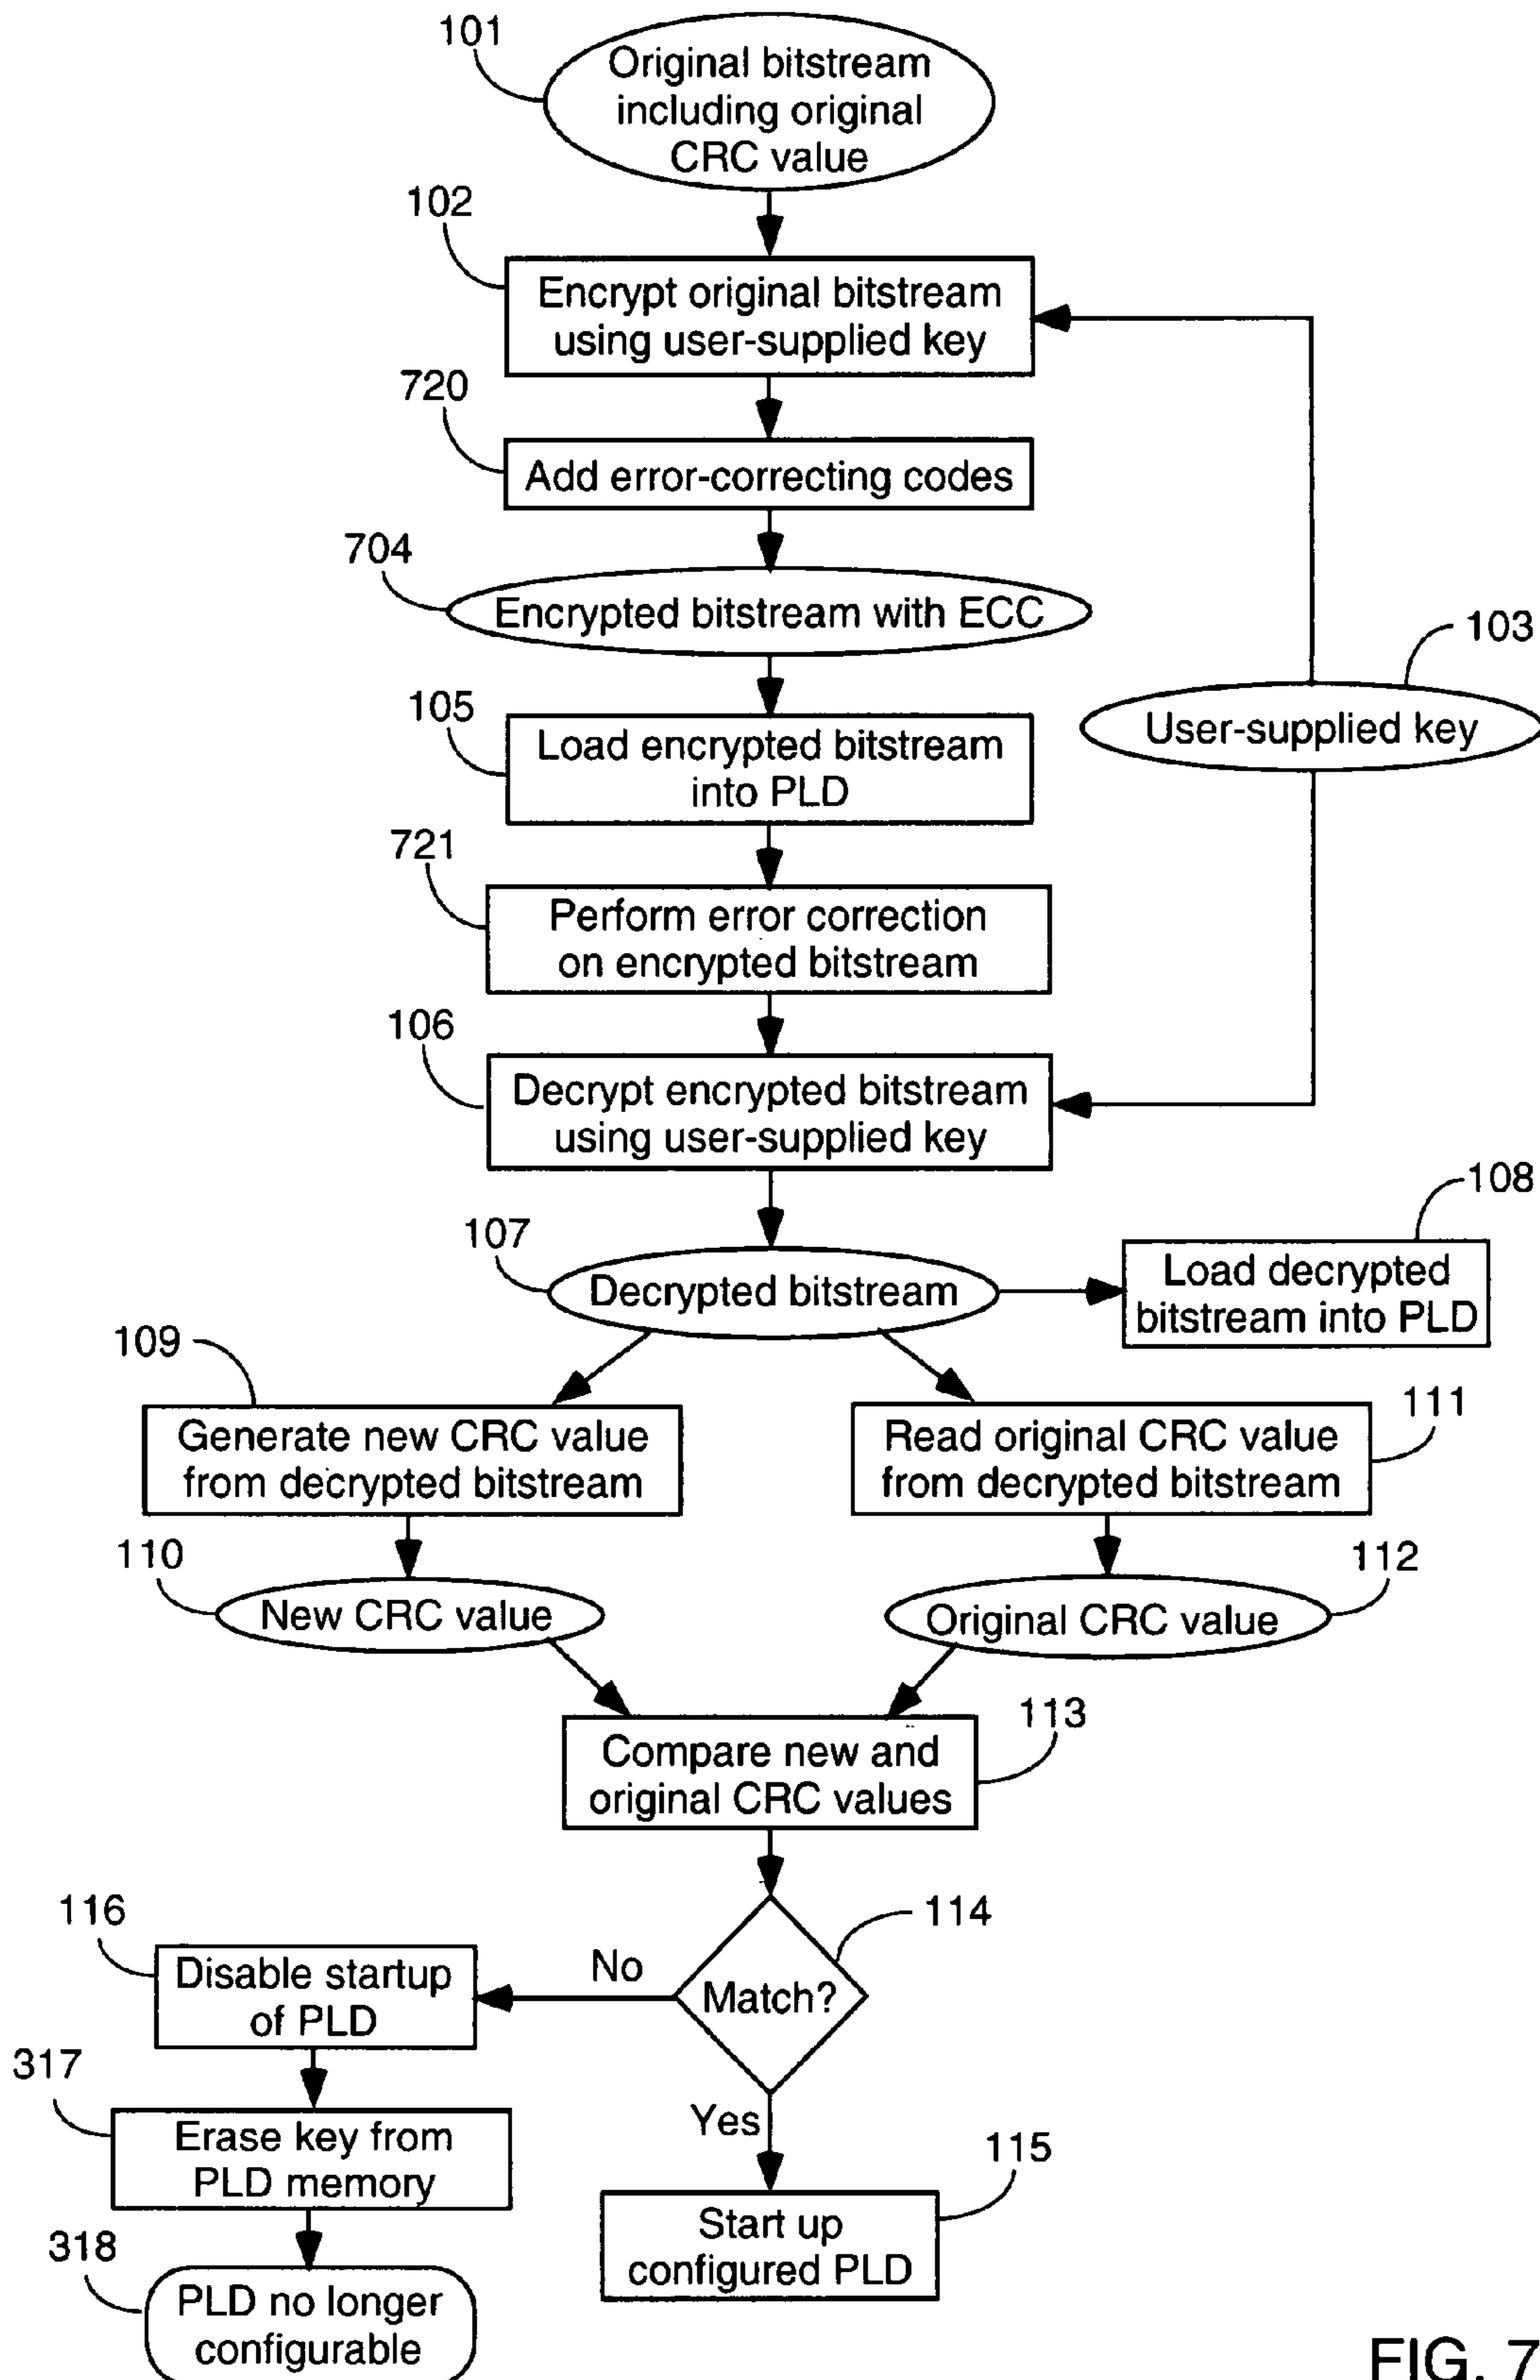 101
Original bitstream
including original
CRC value
102
Encrypt original bitstream
using user-supplied key
720
Add error-correcting codes
704
Encrypted bitstream with ECC
103
User-supplied key
105
Load encrypted bitstream
into PLD
721
Perform error correction
on encrypted bitstream
106
Decrypt encrypted bitstream
using user-supplied key
107
Decrypted bitstream
108
Load decrypted
bitstream into PLD
109
Generate new CRC value
from decrypted bitstream
111
Read original CRC value
from decrypted bitstream
110
New CRC value
112
Original CRC value
113
Compare new and
original CRC values
114
Match?
No
116
Disable startup
of PLD
317
Erase key from
PLD memory
Yes
115
Start up
configured PLD
318
PLD no longer
configurable
FIG. 7